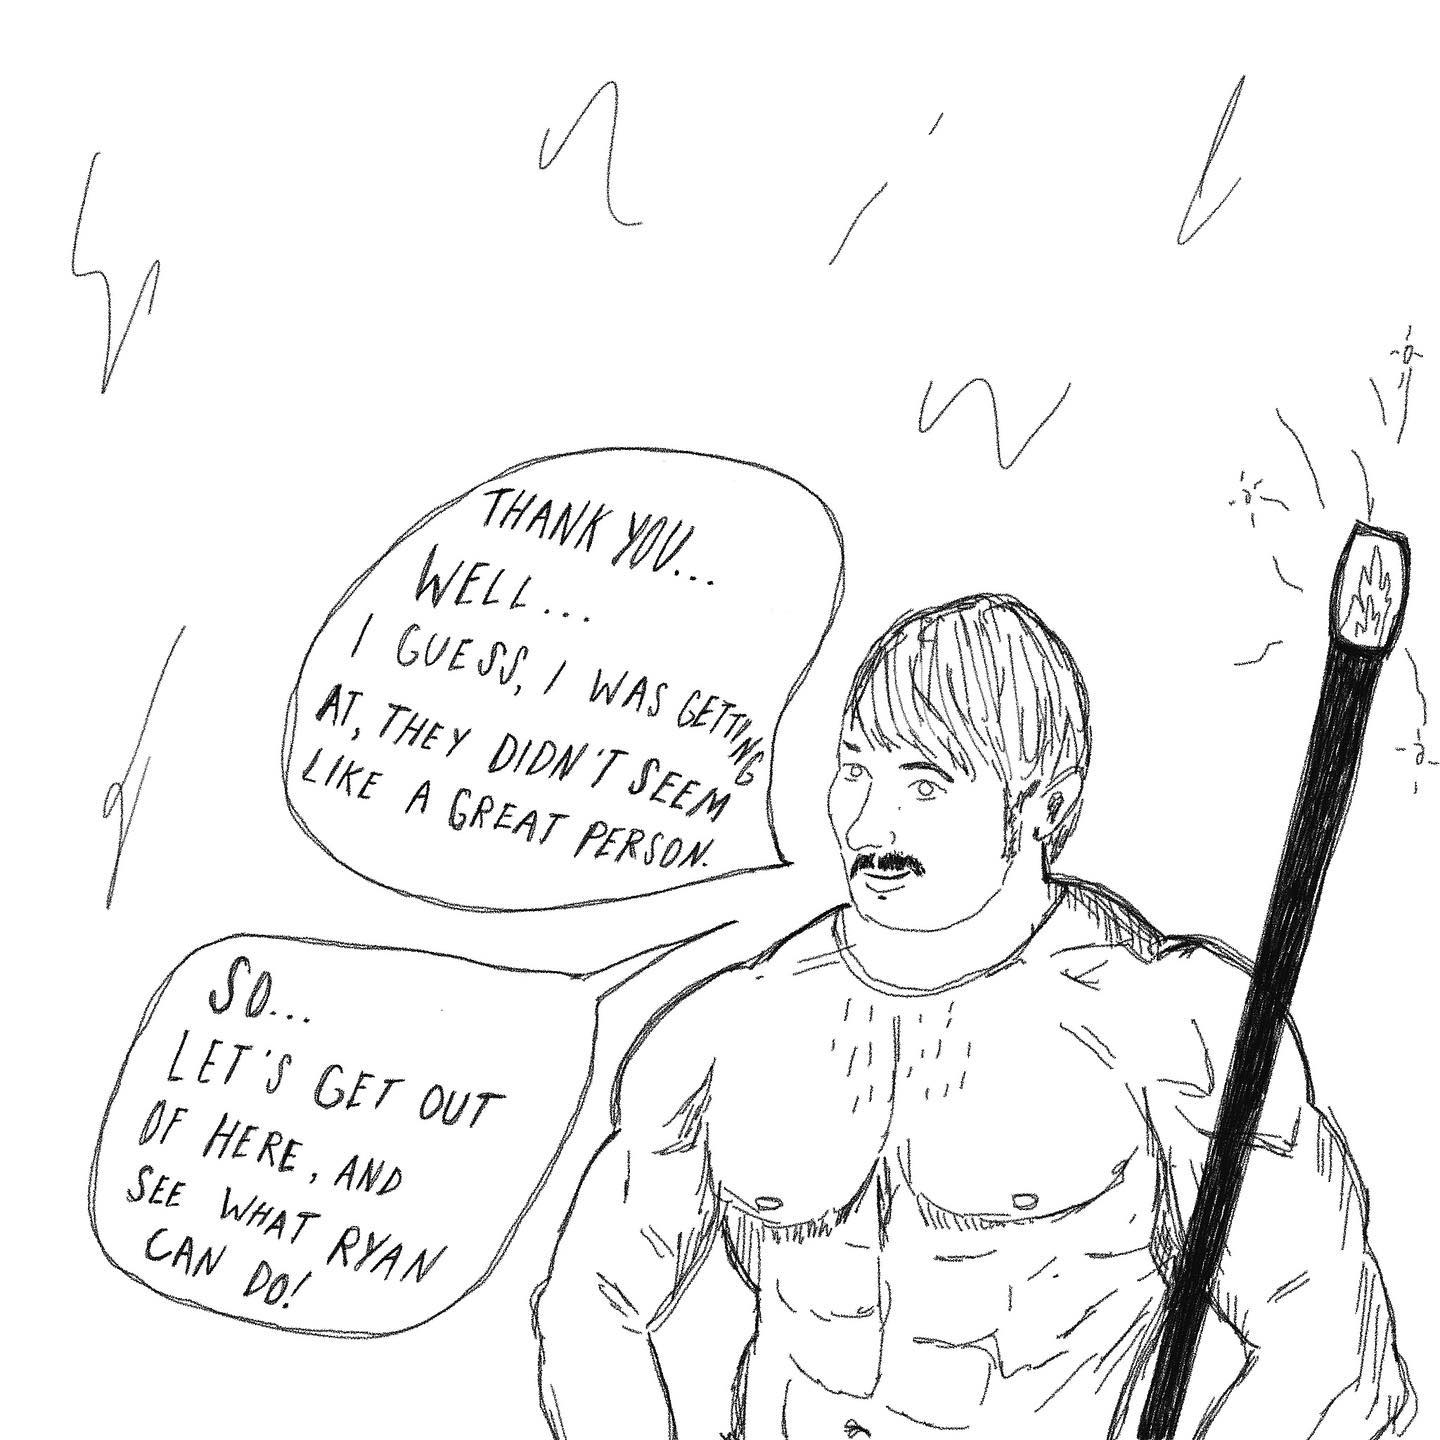 THANK YOU...
WELL...
I GUESS, I WAS GETTING
AT, THEY DIDN'T SEEM
LIKE A GREAT PERSON.
SO...
LET'S GET OUT
OF HERE, AND
SEE WHAT RYAN
CAN DO!